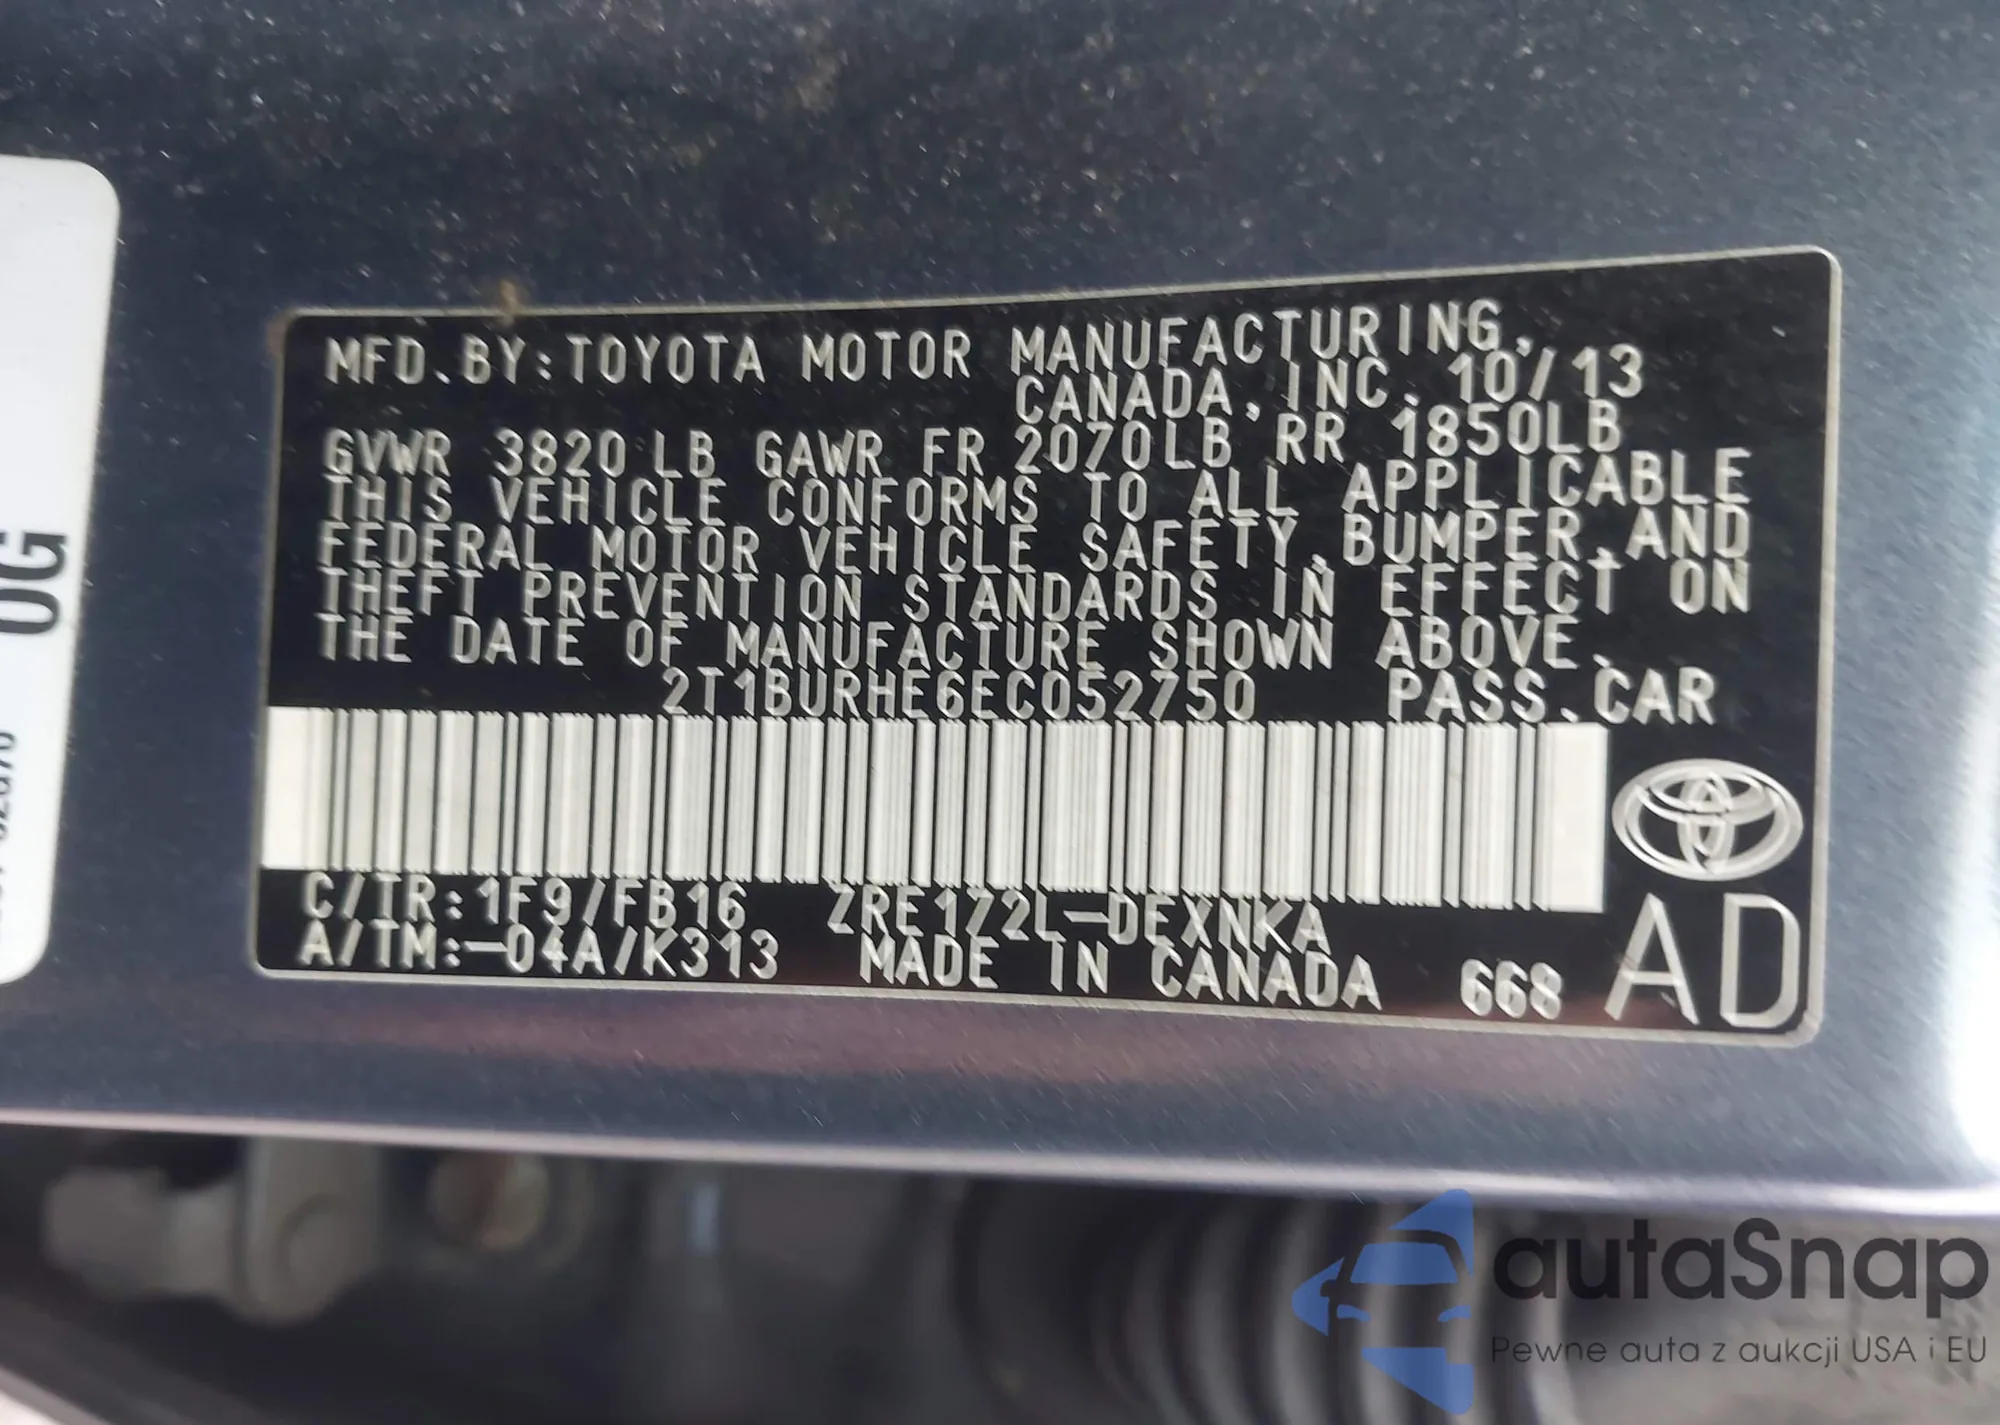 MFD.BY:TOYOTA MOTOR MANUFACTURING,
CANADA,INC. 10/13
GVWR 3820LB GAWR FR 2070LB RR 1850LB
THIS VEHICLE CONFORMS TO ALL APPLICABLE
FEDERAL MOTOR VEHICLE SAFETY,BUMPER,AND
THEFT PREVENTION STANDARDS IN EFFECT ON
THE DATE OF MANUFACTURE SHOWN ABOVE.
2T1BURHE6EC052750 PASS.CAR
C/TR:1F9/FB16 ZRE172L-DEXNKA
A/TM:-04A/K313 MADE IN CANADA 668 AD
0G
autaSnap
Pewne auta z aukcji USA i EU